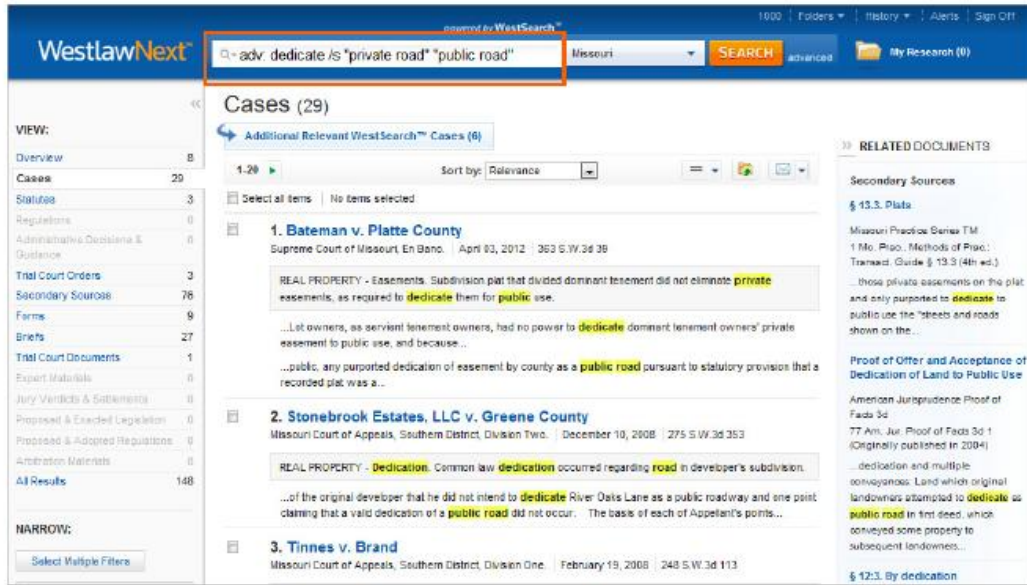 1000 Folders History Alerts Sign Off
powered by WestSearch™
WestlawNext™
adv: dedicate /s "private road" "public road"
Missouri
SEARCH
advanced
My Research (0)
Cases (29)
Additional Relevant WestSearch™ Cases (6)
VIEW:
Overview 8
Cases 29
Statutes 3
Regulations 0
Administrative Decisions & Guidance 0
Trial Court Orders 3
Secondary Sources 76
Forms 9
Briefs 27
Trial Court Documents 1
Expert Materials 0
Jury Verdicts & Settlements 0
Proposed & Enacted Legislation 0
Proposed & Adopted Regulations 0
Arbitration Materials 0
All Results 148
NARROW:
Select Multiple Filters
1-20
Sort by: Relevance
Select all items No items selected
1. Bateman v. Platte County
Supreme Court of Missouri, En Banc. April 03, 2012 363 S.W.3d 39
REAL PROPERTY - Easements. Subdivision plat that divided dominant tenement did not eliminate private
easements, as required to dedicate them for public use.
...Lot owners, as servient tenement owners, had no power to dedicate dominant tenement owners' private
easement to public use, and because...
...public, any purported dedication of easement by county as a public road pursuant to statutory provision that a
recorded plat was a...
2. Stonebrook Estates, LLC v. Greene County
Missouri Court of Appeals, Southern District, Division Two. December 10, 2008 275 S.W.3d 353
REAL PROPERTY - Dedication. Common law dedication occurred regarding road in developer's subdivision.
...of the original developer that he did not intend to dedicate River Oaks Lane as a public roadway and one point
claiming that a valid dedication of a public road did not occur. The basis of each of Appellant's points...
3. Tinnes v. Brand
Missouri Court of Appeals, Southern District, Division One. February 19, 2008 248 S.W.3d 113
RELATED DOCUMENTS
Secondary Sources
§ 13.3. Plats
Missouri Practice Series TM
1 Mo. Prac., Methods of Prac.:
Transact. Guide § 13.3 (4th ed.)
...those private easements on the plat
and only purported to dedicate to
public use the "streets and roads
shown on the...
Proof of Offer and Acceptance of
Dedication of Land to Public Use
American Jurisprudence Proof of
Facts 3d
77 Am. Jur. Proof of Facts 3d 1
(Originally published in 2004)
...dedication and multiple
conveyances. Land which original
landowners attempted to dedicate as
public road in first deed, which
conveyed some property to
subsequent landowners...
§ 12:3. By dedication